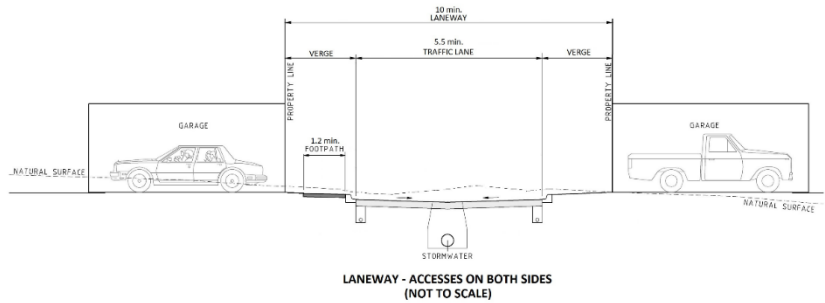 10 min.
LANEWAY
5.5 min.
VERGE
TRAFFIC LANE
VERGE
PROPERTY LINE
PROPERTY LINE
GARAGE
GARAGE
1.2 min.
FOOTPATH
NATURAL SURFACE
NATURAL SURFACE
STORMWATER
LANEWAY - ACCESSES ON BOTH SIDES
(NOT TO SCALE)